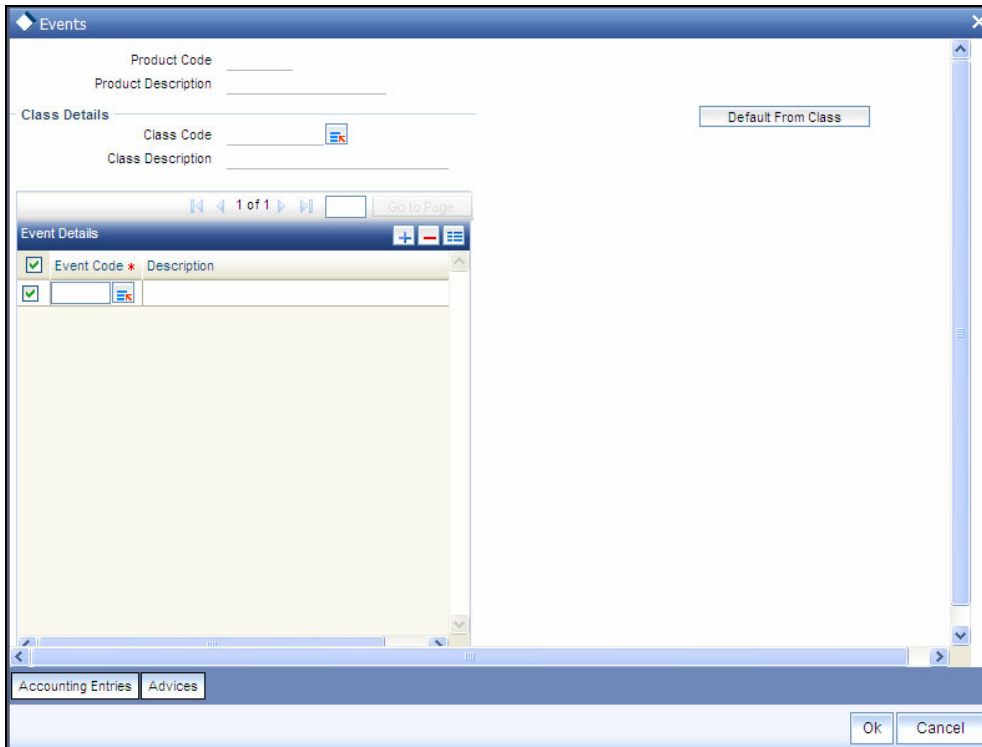 Events
Product Code
Product Description
Class Details
Default From Class
Class Code
Class Description
1 of 1
Go to Page
Event Details
Event Code * Description
Accounting Entries Advices
Ok Cancel